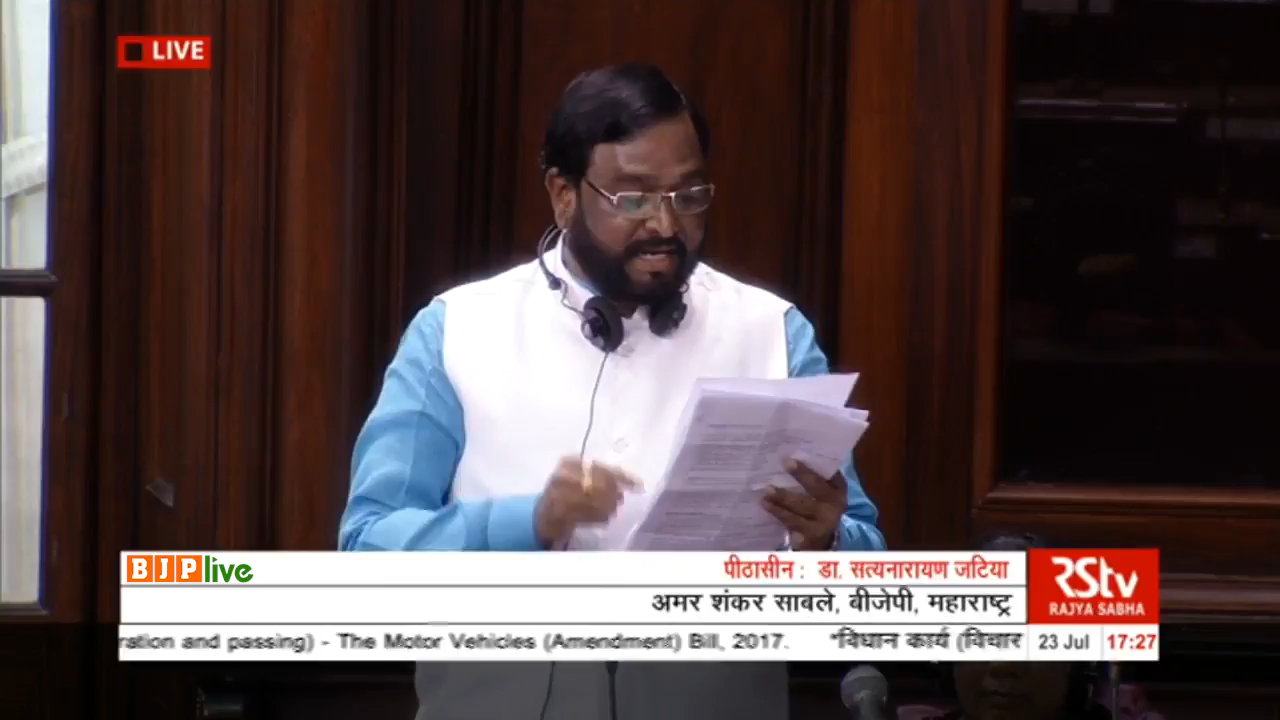 LIVE
BJPlive
पीठासीन : डा. सत्यनारायण जटिया
अमर शंकर साबले, बीजेपी, महाराष्ट्र
RStv
RAJYA SABHA
ration and passing) - The Motor Vehicles (Amendment) Bill, 2017. *विधान कार्य (विचार
23 Jul 17:27